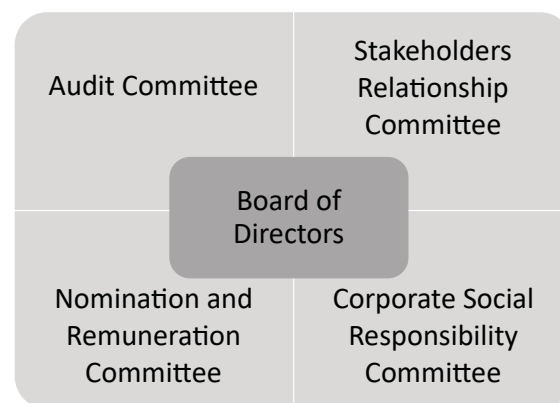 Audit Committee
Stakeholders
Relationship
Committee
Board of
Directors
Nomination and
Remuneration
Committee
Corporate Social
Responsibility
Committee